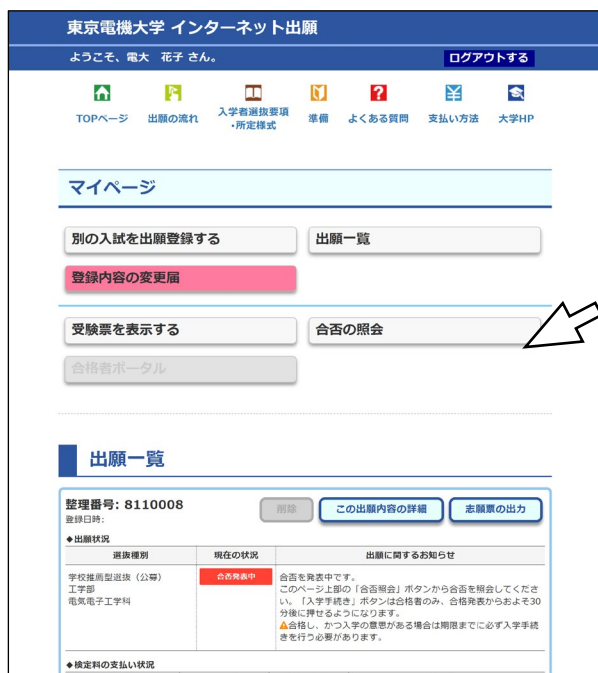 東京電機大学 インターネット出願
ようこそ、電大 花子 さん。
ログアウトする
TOPページ
出願の流れ
入学者選抜要項
・所定様式
準備
よくある質問
支払い方法
大学HP
マイページ
別の入試を出願登録する
出願一覧
登録内容の変更届
受験票を表示する
合否の照会
合格者ポータル
出願一覧
整理番号: 8110008
登録日時:
削除
この出願内容の詳細
志願票の出力
◆出願状況
選抜種別
現在の状況
出願に関するお知らせ
学校推薦型選抜（公募）
工学部
電気電子工学科
合否発表中
合否を発表中です。
このページ上部の「合否照会」ボタンから合否を照会してくださ
い。「入学手続き」ボタンは合格者のみ、合格発表からおよそ30
分後に押せるようになります。
⚠合格し、かつ入学の意思がある場合は期限までに必ず入学手続
きを行う必要があります。
◆検定料の支払い状況